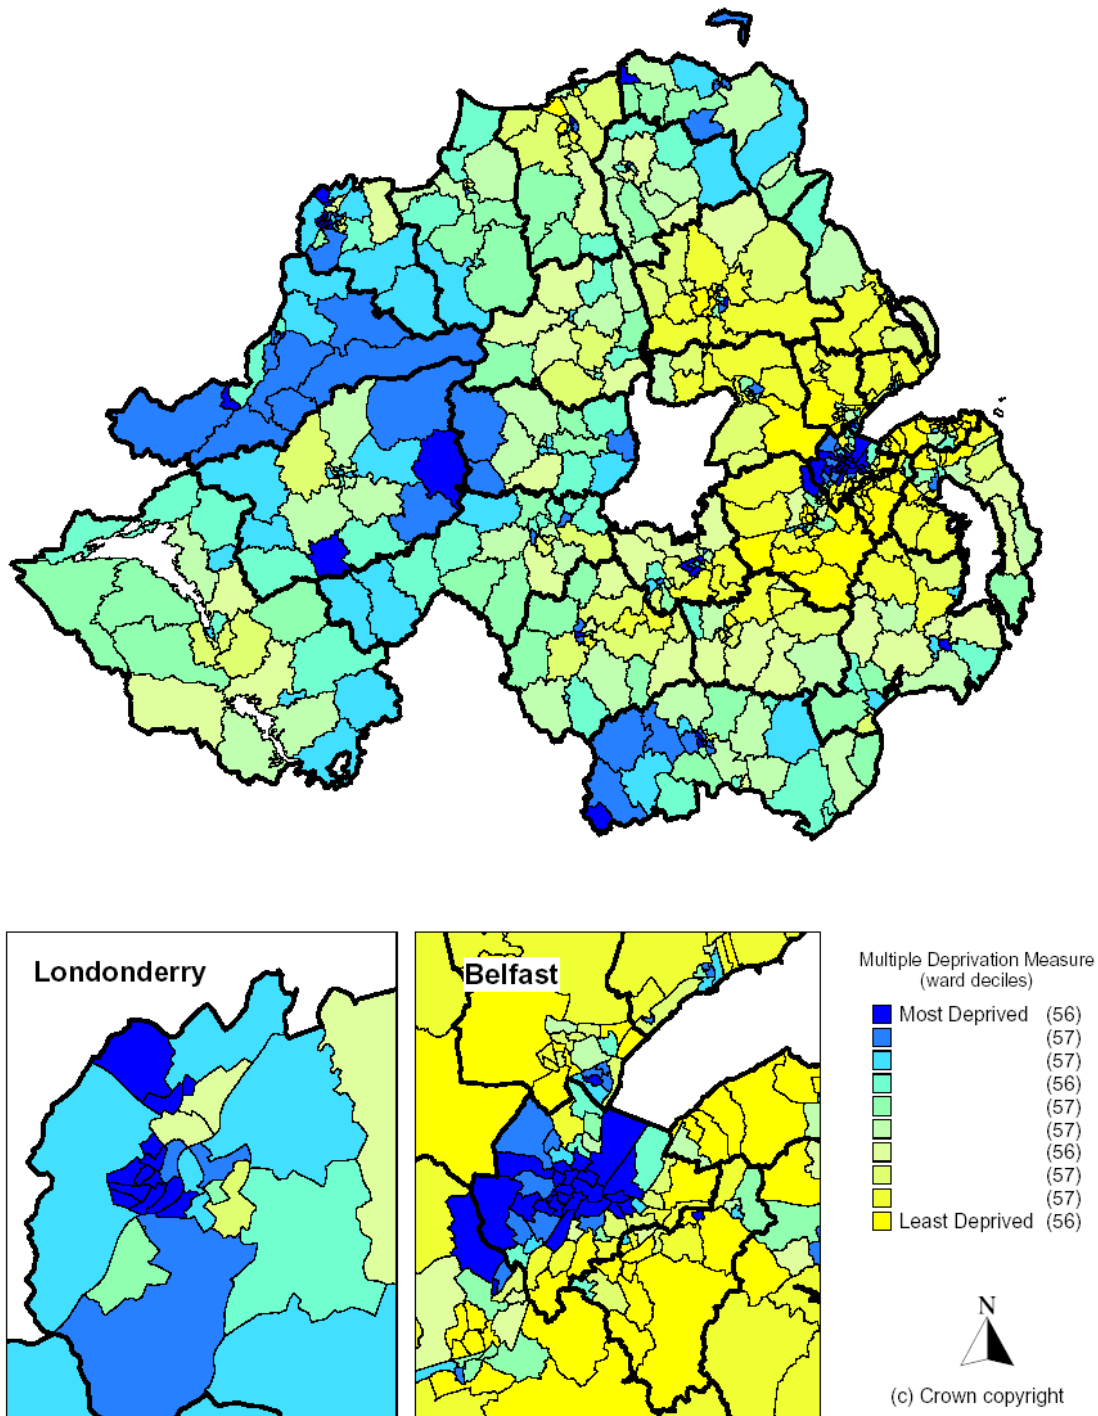 Londonderry
Belfast
Multiple Deprivation Measure
(ward deciles)
Most Deprived (56)
(57)
(57)
(56)
(57)
(57)
(56)
(57)
(57)
Least Deprived (56)
N
(c) Crown copyright